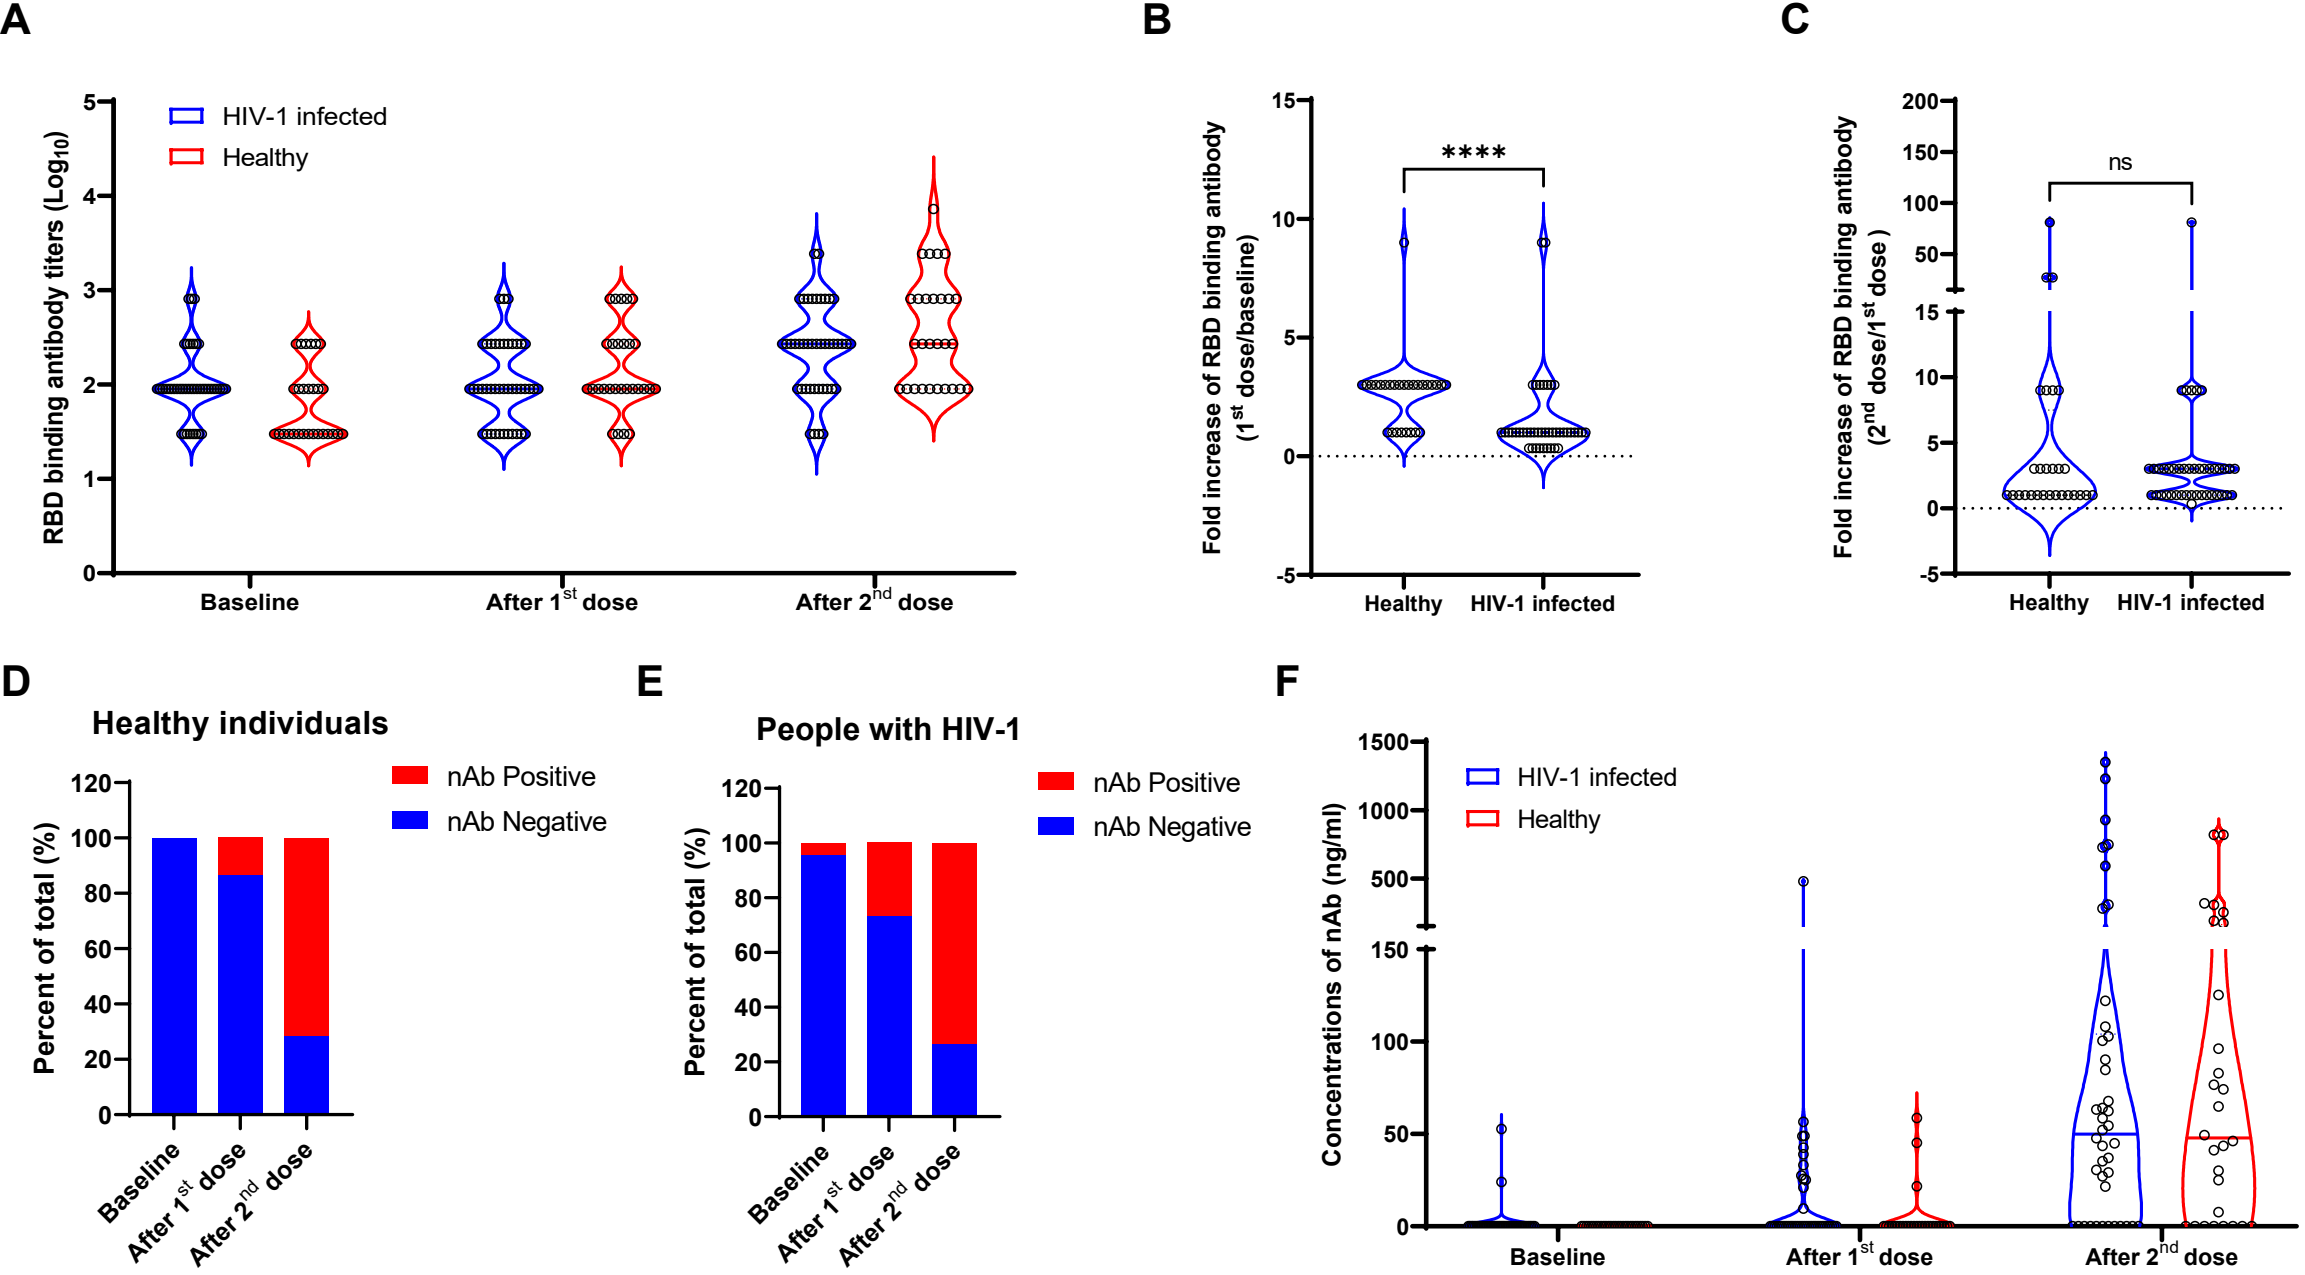 A
5
4
3
2
1
0
RBD binding antibody titers (Log10)
HIV-1 infected
Healthy
Baseline
After 1st dose
After 2nd dose
B
15
10
5
0
-5
Fold increase of RBD binding antibody
(1st dose/baseline)
****
Healthy
HIV-1 infected
C
200
150
100
50
15
10
5
0
-5
Fold increase of RBD binding antibody
(2nd dose/1st dose )
ns
Healthy
HIV-1 infected
D
Healthy individuals
120
100
80
60
40
20
0
Percent of total (%)
nAb Positive
nAb Negative
Baseline
After 1st dose
After 2nd dose
E
People with HIV-1
120
100
80
60
40
20
0
Percent of total (%)
nAb Positive
nAb Negative
Baseline
After 1st dose
After 2nd dose
F
1500
1000
500
150
100
50
0
Concentrations of nAb (ng/ml)
HIV-1 infected
Healthy
Baseline
After 1st dose
After 2nd dose